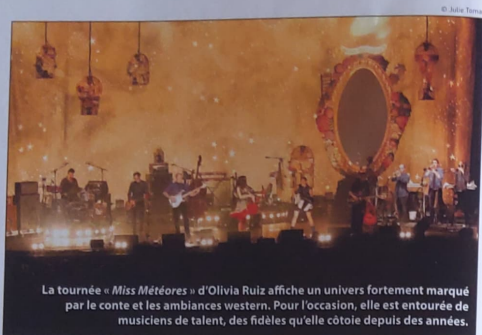 © Julie
La tournée « Miss Météores » d'Olivia Ruiz affiche un univers fortement marqué
par le conte et les ambiances western. Pour l'occasion, elle est entourée de
musiciens de talent, des fidèles qu'elle côtoie depuis des années.